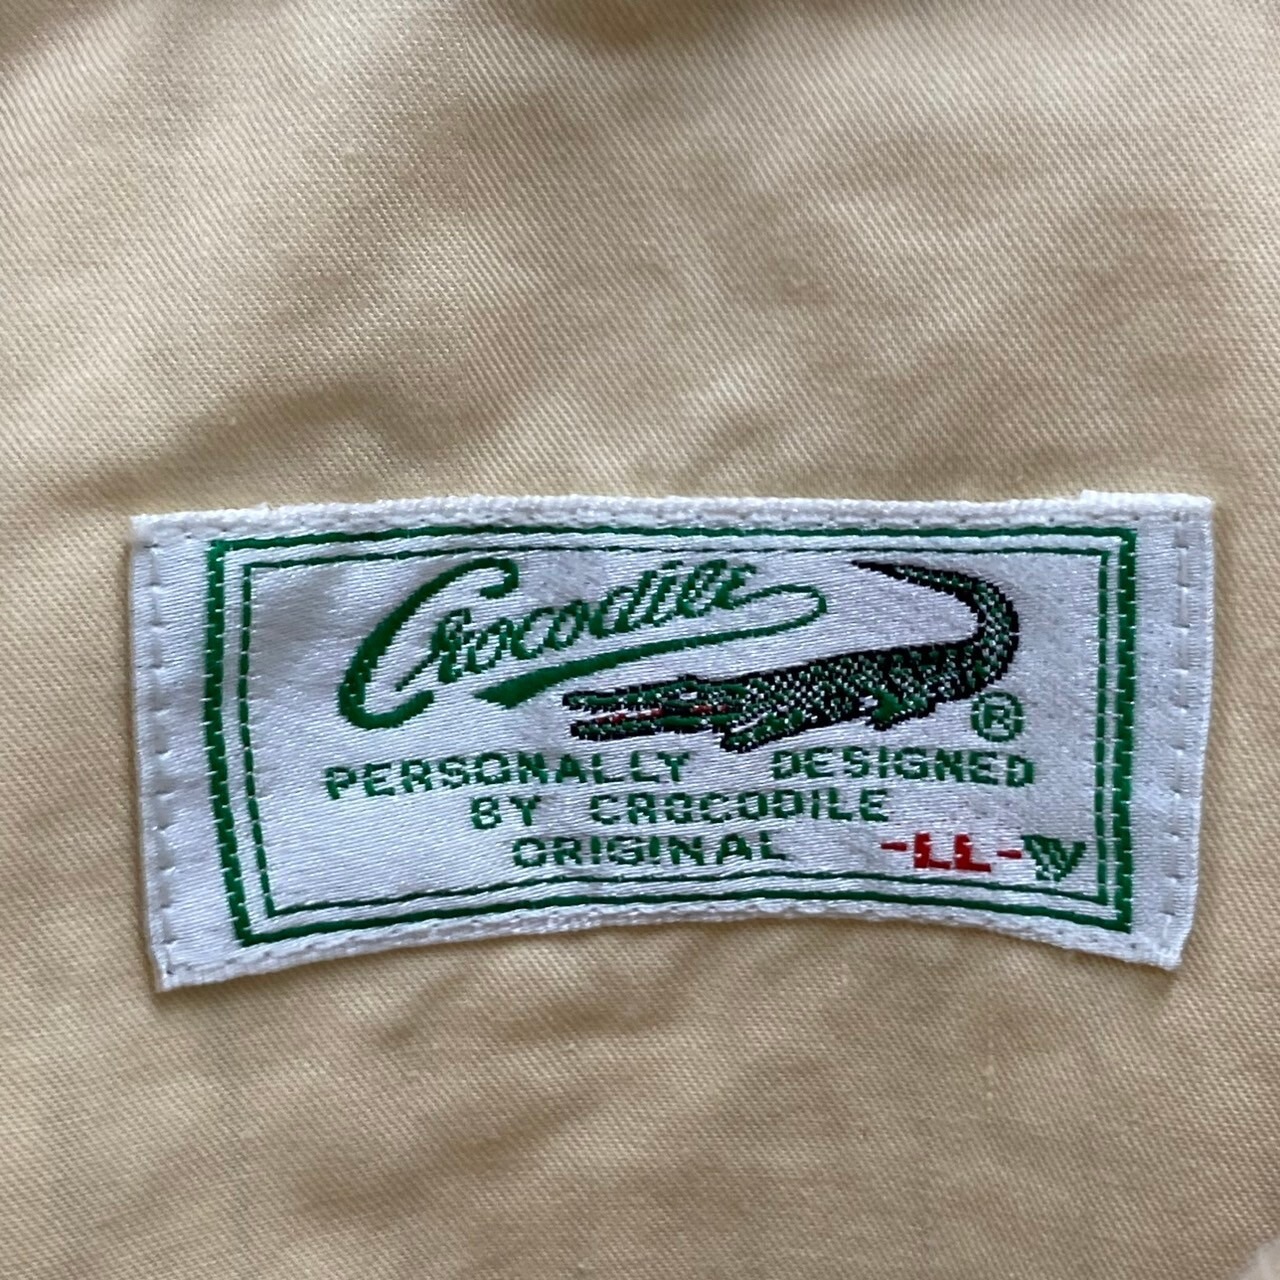 Crocodile
®
PERSONALLY DESIGNED
BY CROCODILE
ORIGINAL -LL-